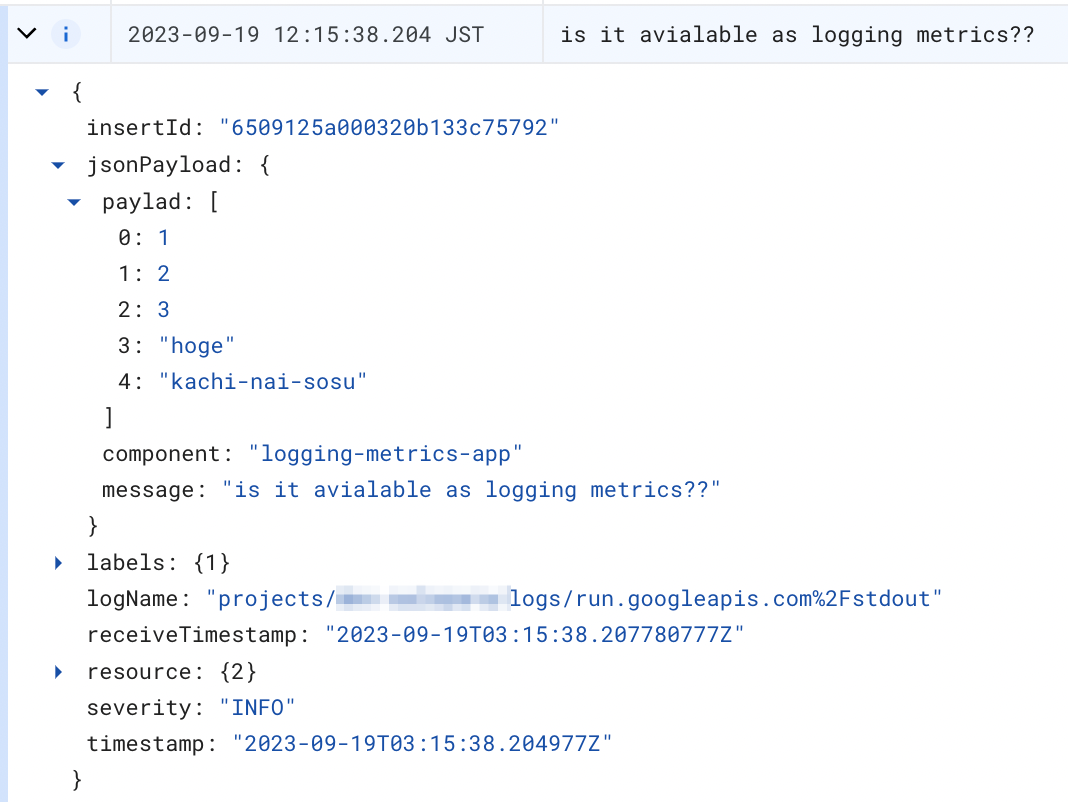 i 2023-09-19 12:15:38.204 JST is it avialable as logging metrics??
{
insertId: "6509125a000320b133c75792"
jsonPayload: {
paylad: [
0: 1
1: 2
2: 3
3: "hoge"
4: "kachi-nai-sosu"
]
component: "logging-metrics-app"
message: "is it avialable as logging metrics??"
}
labels: {1}
logName: "projects/ logs/run.googleapis.com%2Fstdout"
receiveTimestamp: "2023-09-19T03:15:38.207780777Z"
resource: {2}
severity: "INFO"
timestamp: "2023-09-19T03:15:38.204977Z"
}